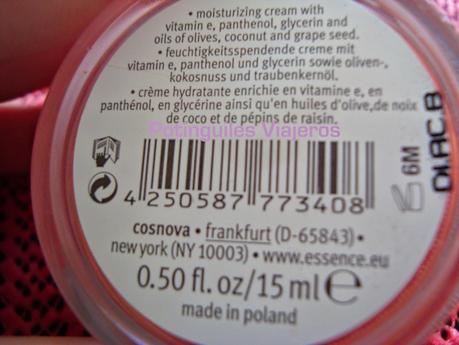 • moisturizing cream with
vitamin e, panthenol, glycerin and
oils of olives, coconut and grape seed.
• feuchtigkeitsspendende creme mit
vitamin e, panthenol und glycerin sowie oliven-,
kokosnuss und traubenkernöl.
• crème hydratante enrichie en vitamine e, en
panthénol, en glycérine ainsi qu'en huiles d'olive,de noix
de coco et de pépins de raisin.
Potinguiles Viajeros
4 250587 773408
6M
cosnova • frankfurt (D-65843) •
new york (NY 10003) • www.essence.eu
0.50 fl. oz/15 ml e
made in poland